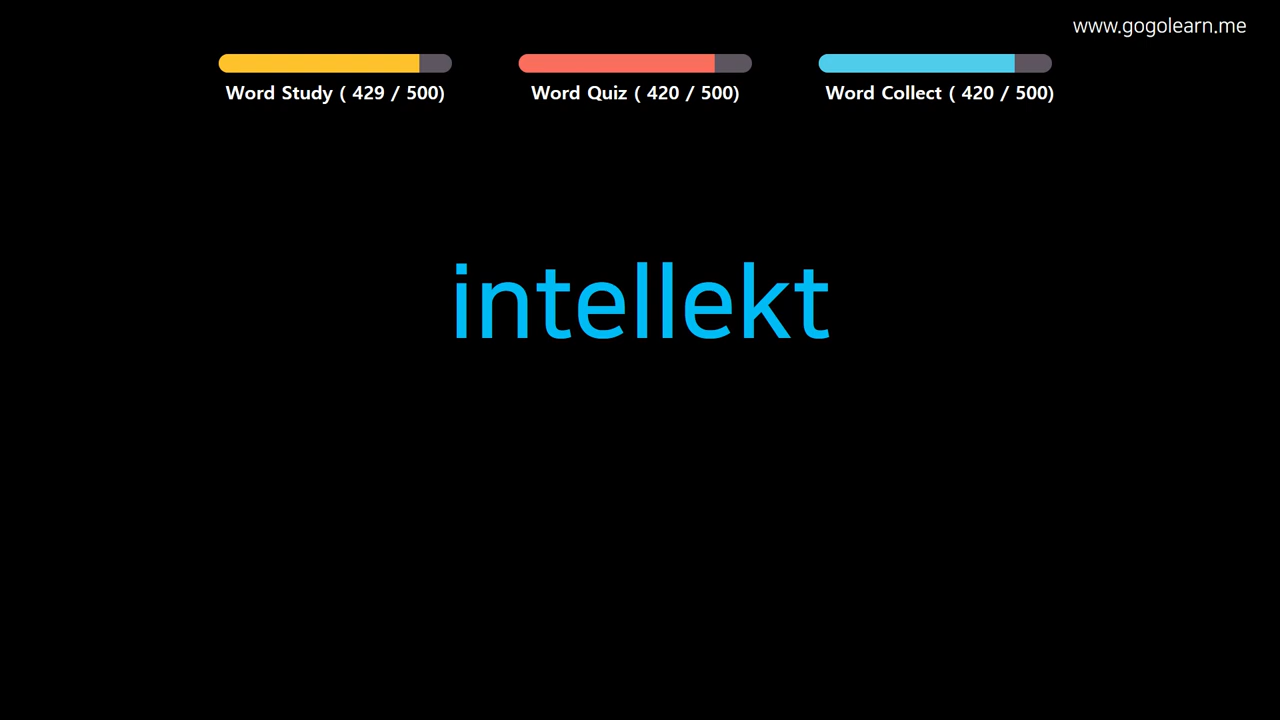 www.gogolearn.me
Word Study ( 429 / 500)
Word Quiz ( 420 / 500)
Word Collect ( 420 / 500)
intellekt